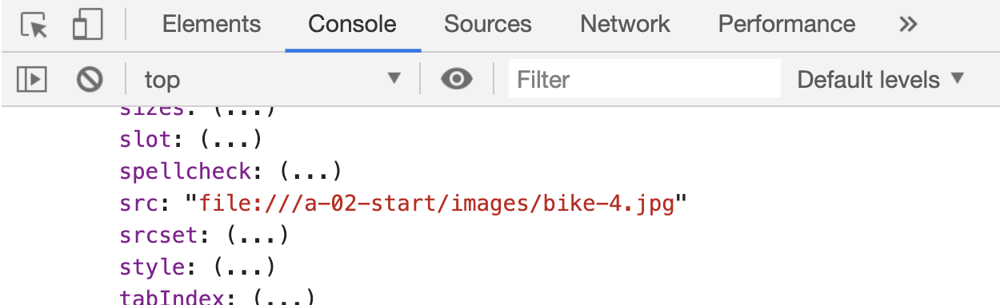 Elements Console Sources Network Performance »
top ▼ Filter Default levels ▼
sizes: (...)
slot: (...)
spellcheck: (...)
src: "file:///a-02-start/images/bike-4.jpg"
srcset: (...)
style: (...)
tabIndex: (...)